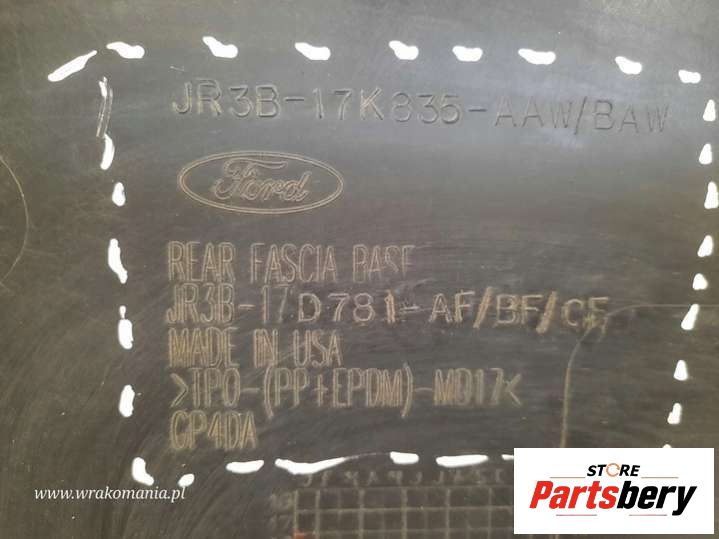 JR3B-17K835-AAW/BAW
Ford
REAR FASCIA BASE
JR3B-17D781-AF/BF/CF
MADE IN USA
>TPO-(PP+EPDM)-MD17<
GP4DA
www.wrakomania.pl
STORE
Partsbery